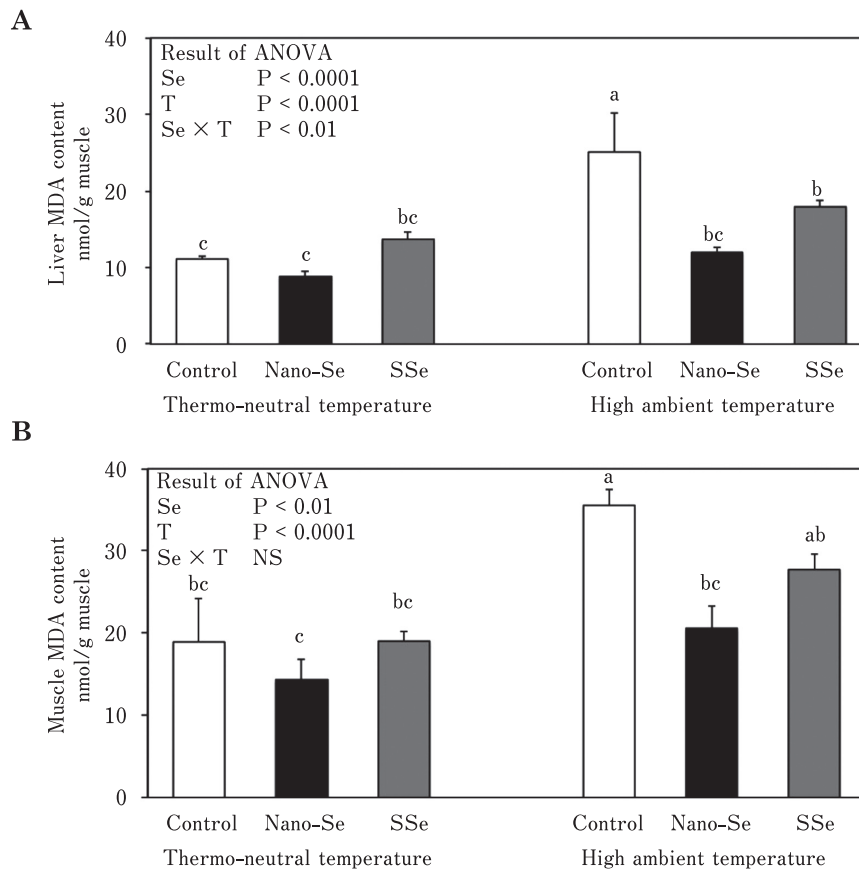 A
Liver MDA content
nmol/g muscle
40
30
20
10
0
Result of ANOVA
Se P < 0.0001
T P < 0.0001
Se × T P < 0.01
c
c
bc
a
bc
b
Control Nano-Se SSe Control Nano-Se SSe
Thermo-neutral temperature High ambient temperature
B
Muscle MDA content
nmol/g muscle
40
30
20
10
0
Result of ANOVA
Se P < 0.01
T P < 0.0001
Se × T NS
bc
c
bc
a
bc
ab
Control Nano-Se SSe Control Nano-Se SSe
Thermo-neutral temperature High ambient temperature